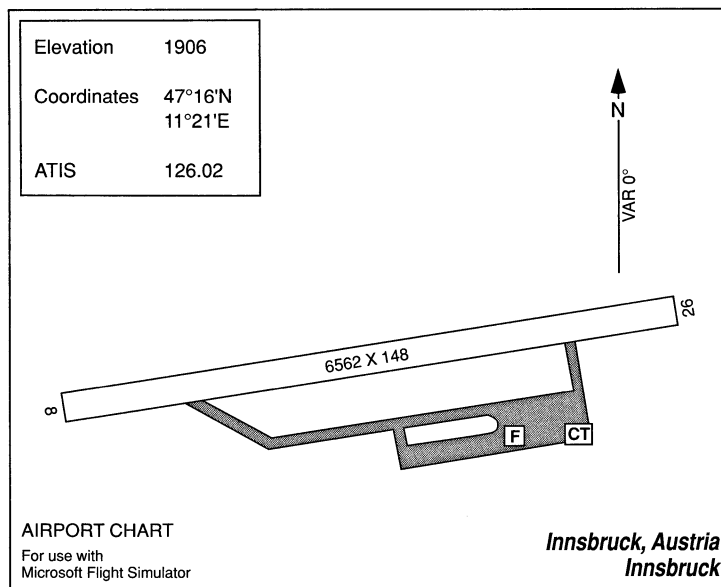 Elevation 1906
Coordinates 47°16'N
11°21'E
ATIS 126.02
N
VAR 0°
26
6562 X 148
8
F
CT
AIRPORT CHART
For use with
Microsoft Flight Simulator
Innsbruck, Austria
Innsbruck